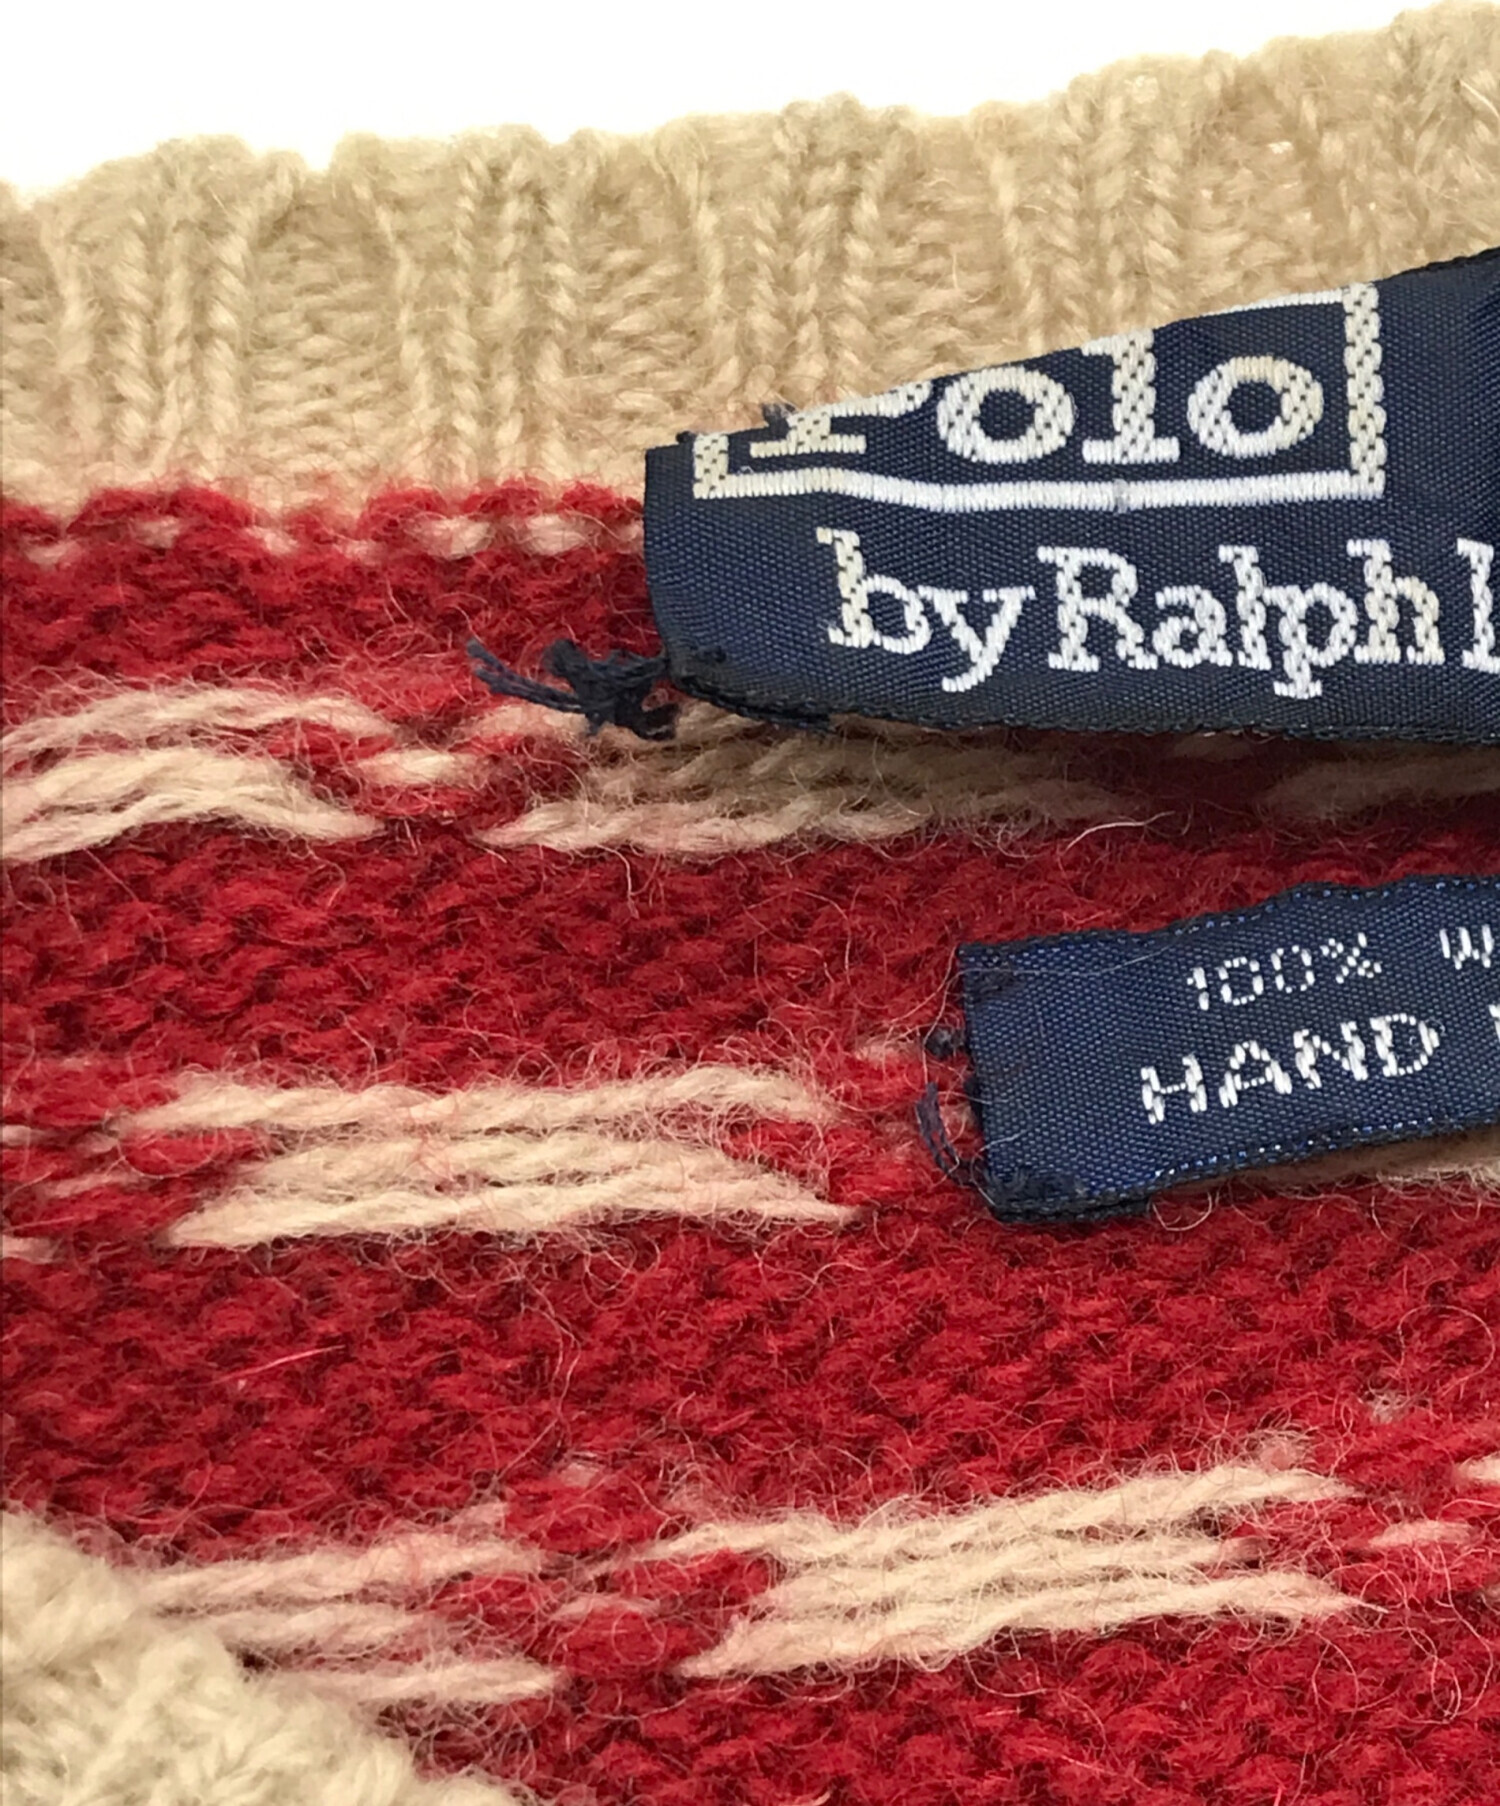 Polo
by Ralph L
100% W
HAND